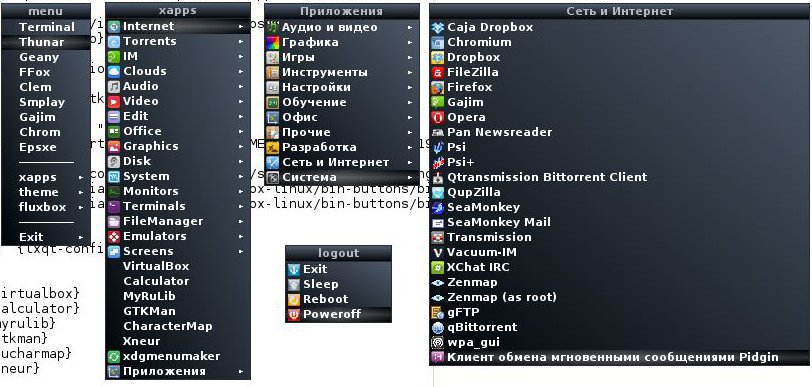 menu
Terminal
Thunar
Geany
FFox
Clem
Smplay
Gajim
Chrom
Epsxe
xapps
theme
fluxbox
Exit
xapps
Internet
Torrents
IM
Clouds
Audio
Video
Edit
Office
Graphics
Disk
System
Monitors
Terminals
FileManager
Emulators
Screens
VirtualBox
Calculator
MyRuLib
GTKMan
CharacterMap
Xneur
xdgmenumaker
Приложения
Приложения
Аудио и видео
Графика
Игры
Инструменты
Настройки
Обучение
Офис
Прочие
Разработка
Сеть и Интернет
Система
logout
Exit
Sleep
Reboot
Poweroff
Сеть и Интернет
Caja Dropbox
Chromium
Dropbox
FileZilla
Firefox
Gajim
Opera
Pan Newsreader
Psi
Psi+
Qtransmission Bittorrent Client
QupZilla
SeaMonkey
SeaMonkey Mail
Transmission
Vacuum-IM
XChat IRC
Zenmap
Zenmap (as root)
gFTP
qBittorrent
wpa_gui
Клиент обмена мгновенными сообщениями Pidgin
box-linux/bin-buttons/bi
box-linux/bin-buttons/bi
{lxqt-confi
irtualbox}
alculator}
myrulib}
tkman}
ucharmap}
neur}